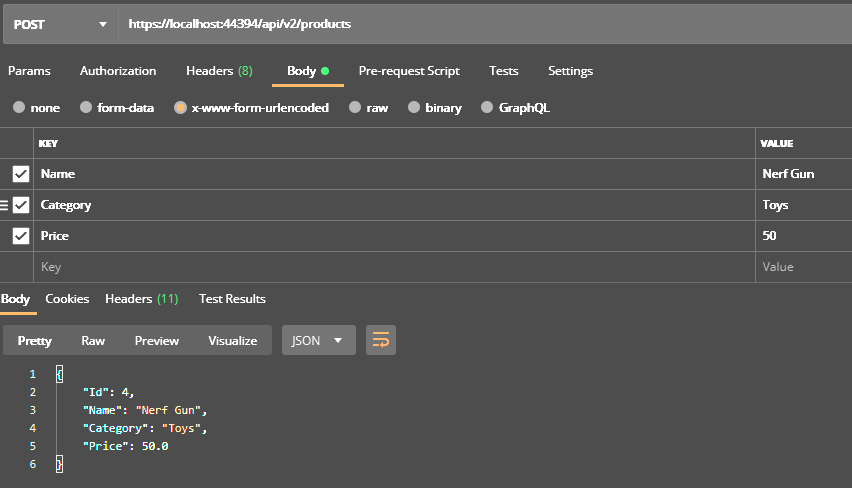 POST https://localhost:44394/api/v2/products
Params Authorization Headers (8) Body Pre-request Script Tests Settings
none form-data x-www-form-urlencoded raw binary GraphQL
KEY VALUE
Name Nerf Gun
Category Toys
Price 50
Key Value
Body Cookies Headers (11) Test Results
Pretty Raw Preview Visualize JSON
1 {
2 "Id": 4,
3 "Name": "Nerf Gun",
4 "Category": "Toys",
5 "Price": 50.0
6 }